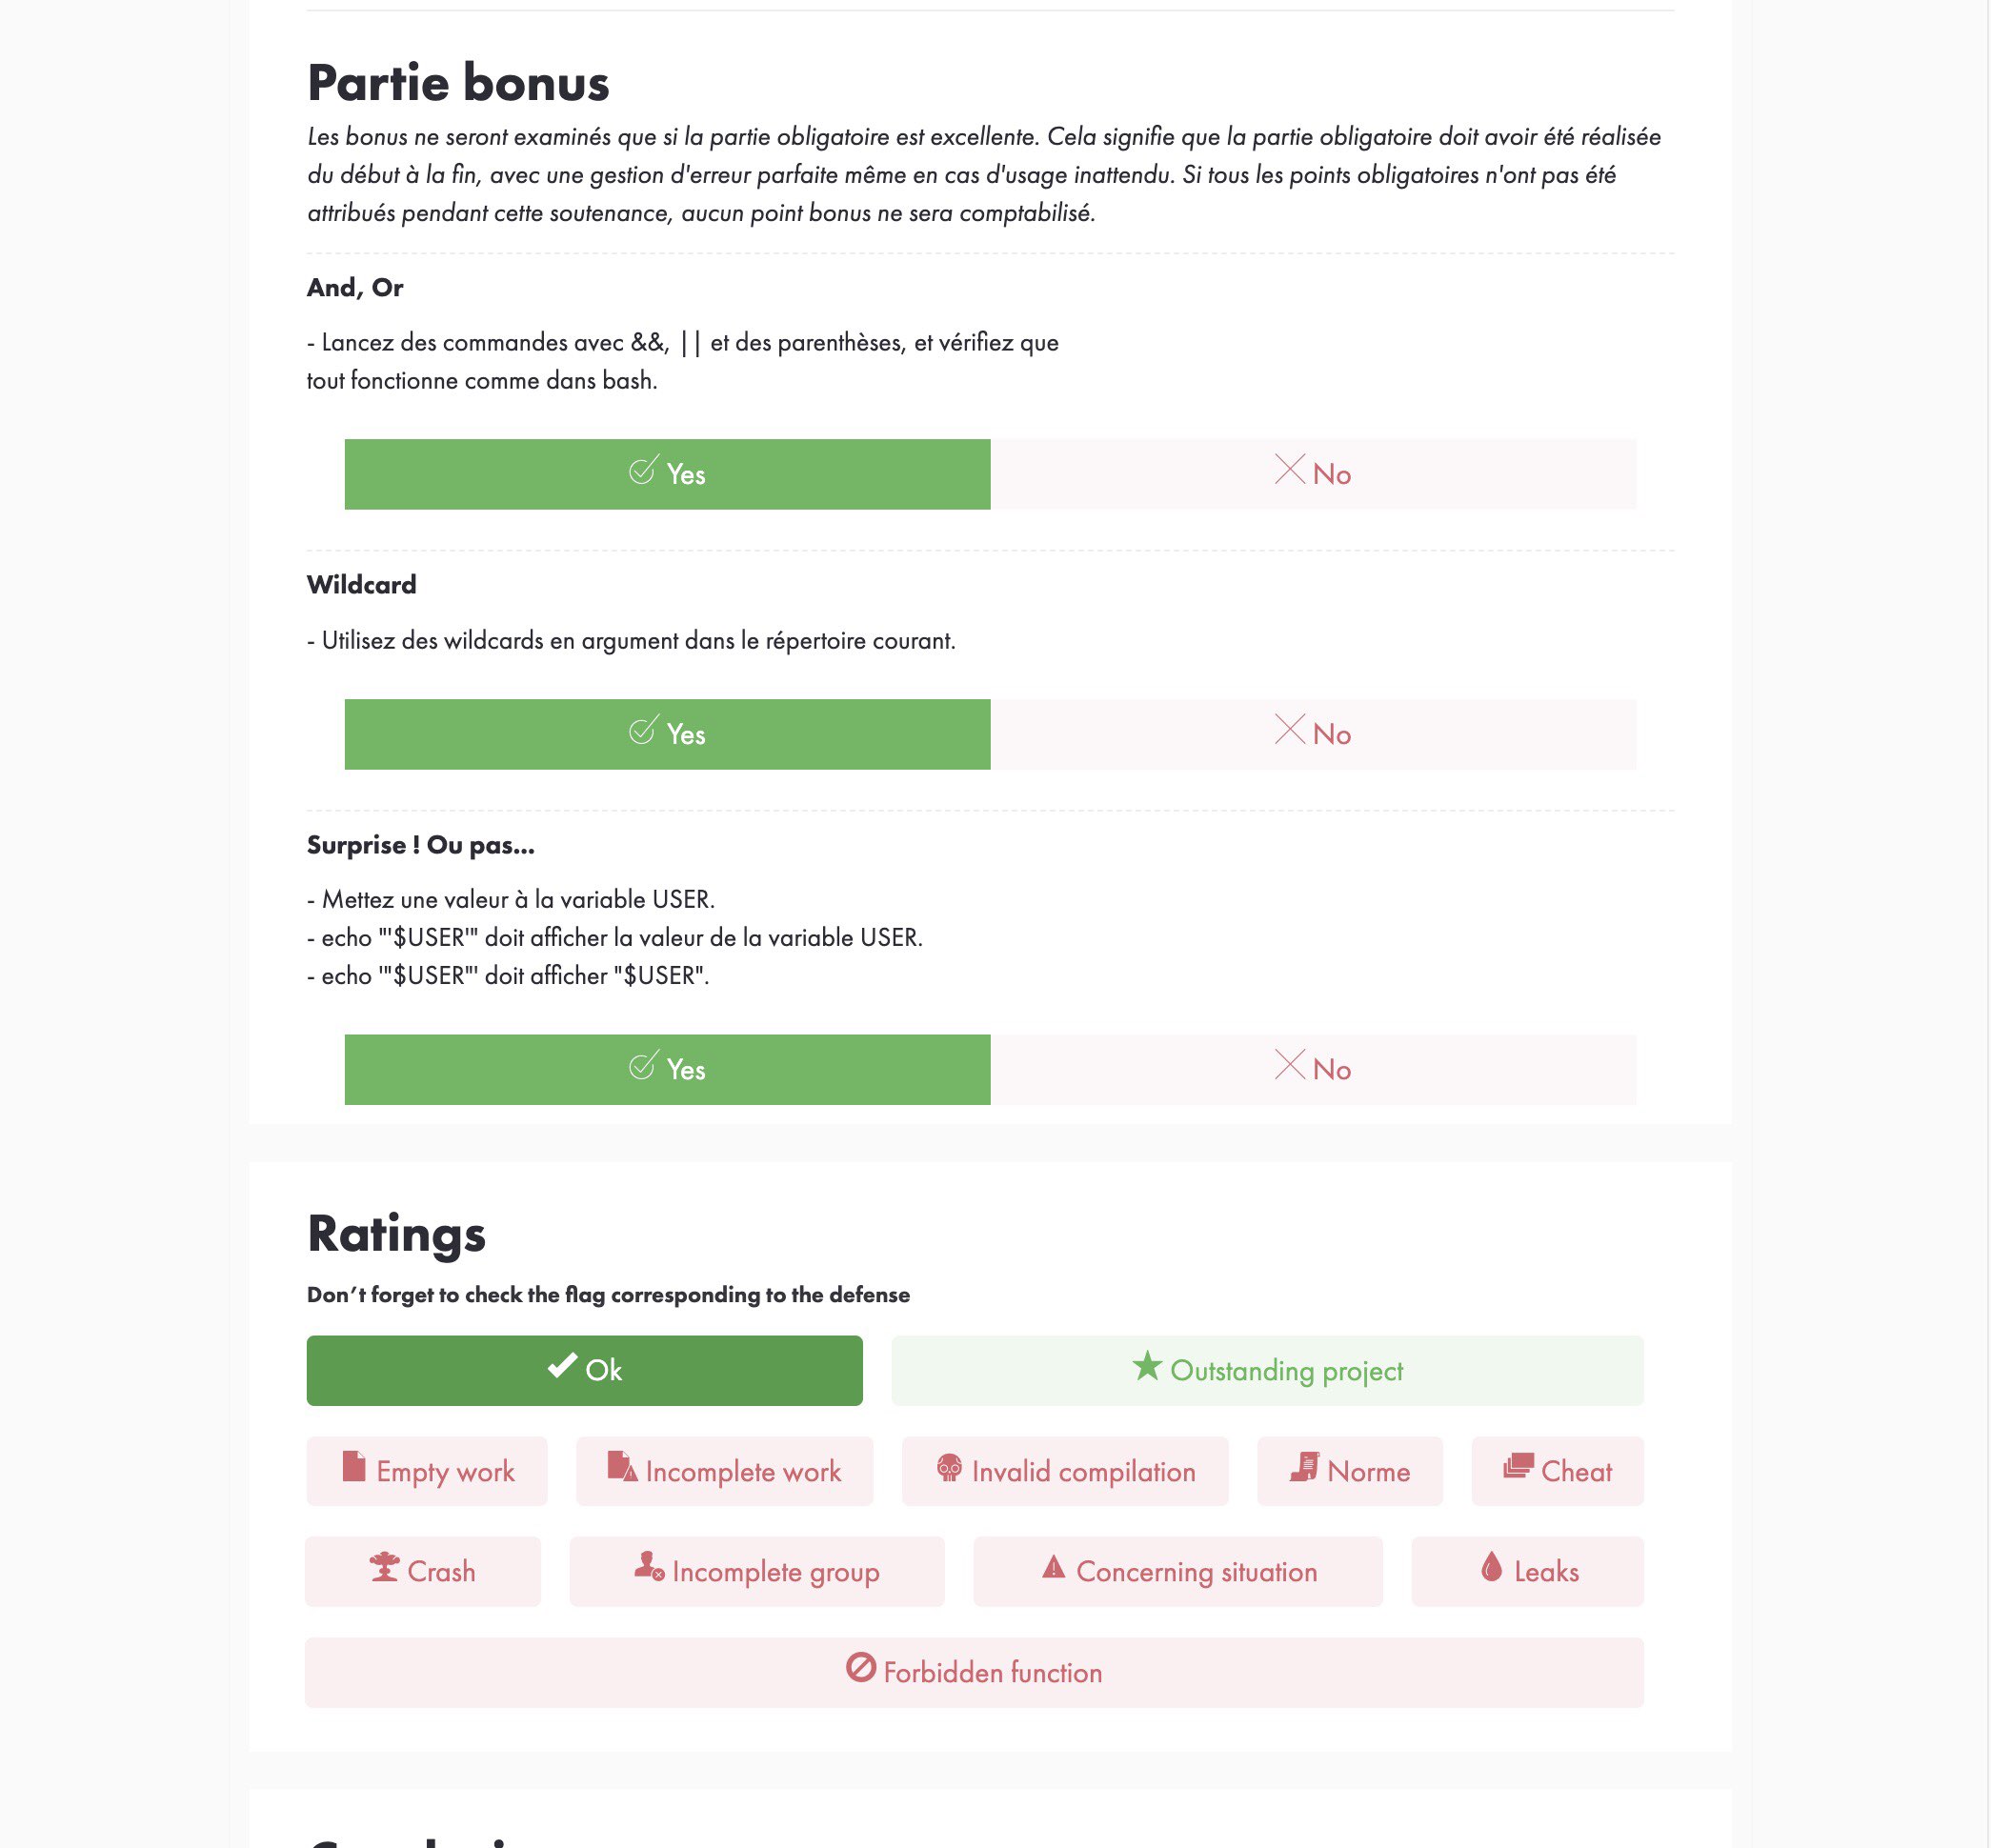 Partie bonus
Les bonus ne seront examinés que si la partie obligatoire est excellente. Cela signifie que la partie obligatoire doit avoir été réalisée
du début à la fin, avec une gestion d'erreur parfaite même en cas d'usage inattendu. Si tous les points obligatoires n'ont pas été
attribués pendant cette soutenance, aucun point bonus ne sera comptabilisé.
And, Or
- Lancez des commandes avec &&, || et des parenthèses, et vérifiez que
tout fonctionne comme dans bash.
Yes No
Wildcard
- Utilisez des wildcards en argument dans le répertoire courant.
Yes No
Surprise ! Ou pas...
- Mettez une valeur à la variable USER.
- echo "'$USER'" doit afficher la valeur de la variable USER.
- echo '"$USER"' doit afficher "$USER".
Yes No
Ratings
Don’t forget to check the flag corresponding to the defense
Ok Outstanding project
Empty work Incomplete work Invalid compilation Norme Cheat
Crash Incomplete group Concerning situation Leaks
Forbidden function